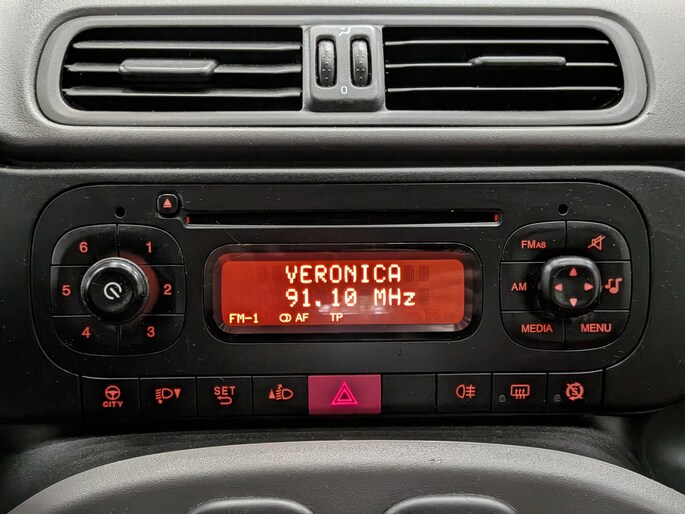 0
6
1
5
2
4
3
VERONICA
91.10 MHz
FM-1
AF
TP
FMAS
AM
MEDIA
MENU
CITY
SET